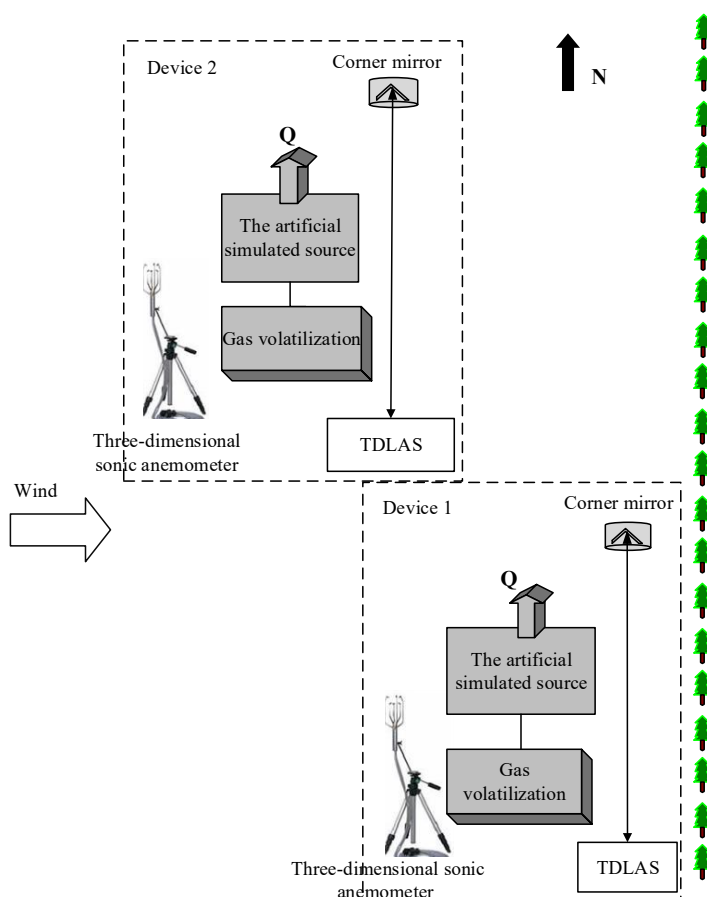 Device 2
Corner mirror
N
Q
The artificial
simulated source
Gas volatilization
Three-dimensional
sonic anemometer
TDLAS
Wind
Device 1
Corner mirror
Q
The artificial
simulated source
Gas
volatilization
Three-dimensional sonic
anemometer
TDLAS